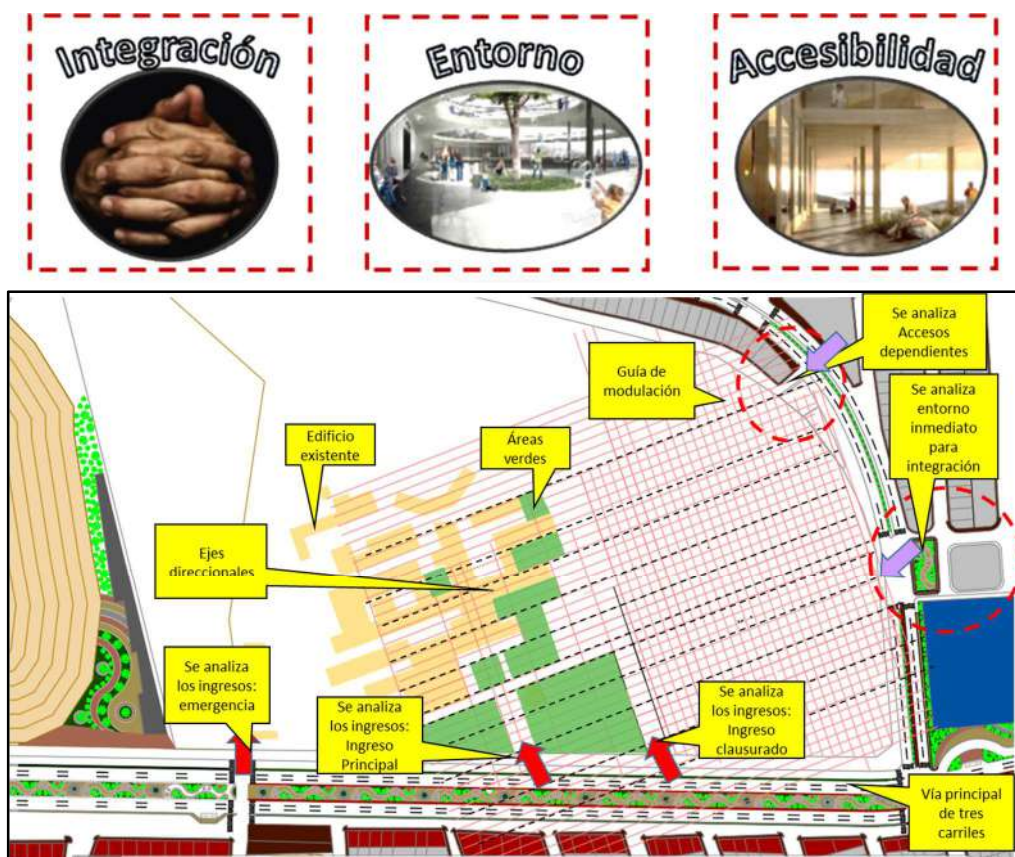 Integración
Entorno
Accesibilidad
Se analiza
Accesos
dependientes
Guía de
modulación
Se analiza
entorno
inmediato
para
integración
Edificio
existente
Áreas
verdes
Ejes
direccionales
Se analiza
los ingresos:
emergencia
Se analiza
los ingresos:
Ingreso
Principal
Se analiza
los ingresos:
Ingreso
clausurado
Vía principal
de tres
carriles